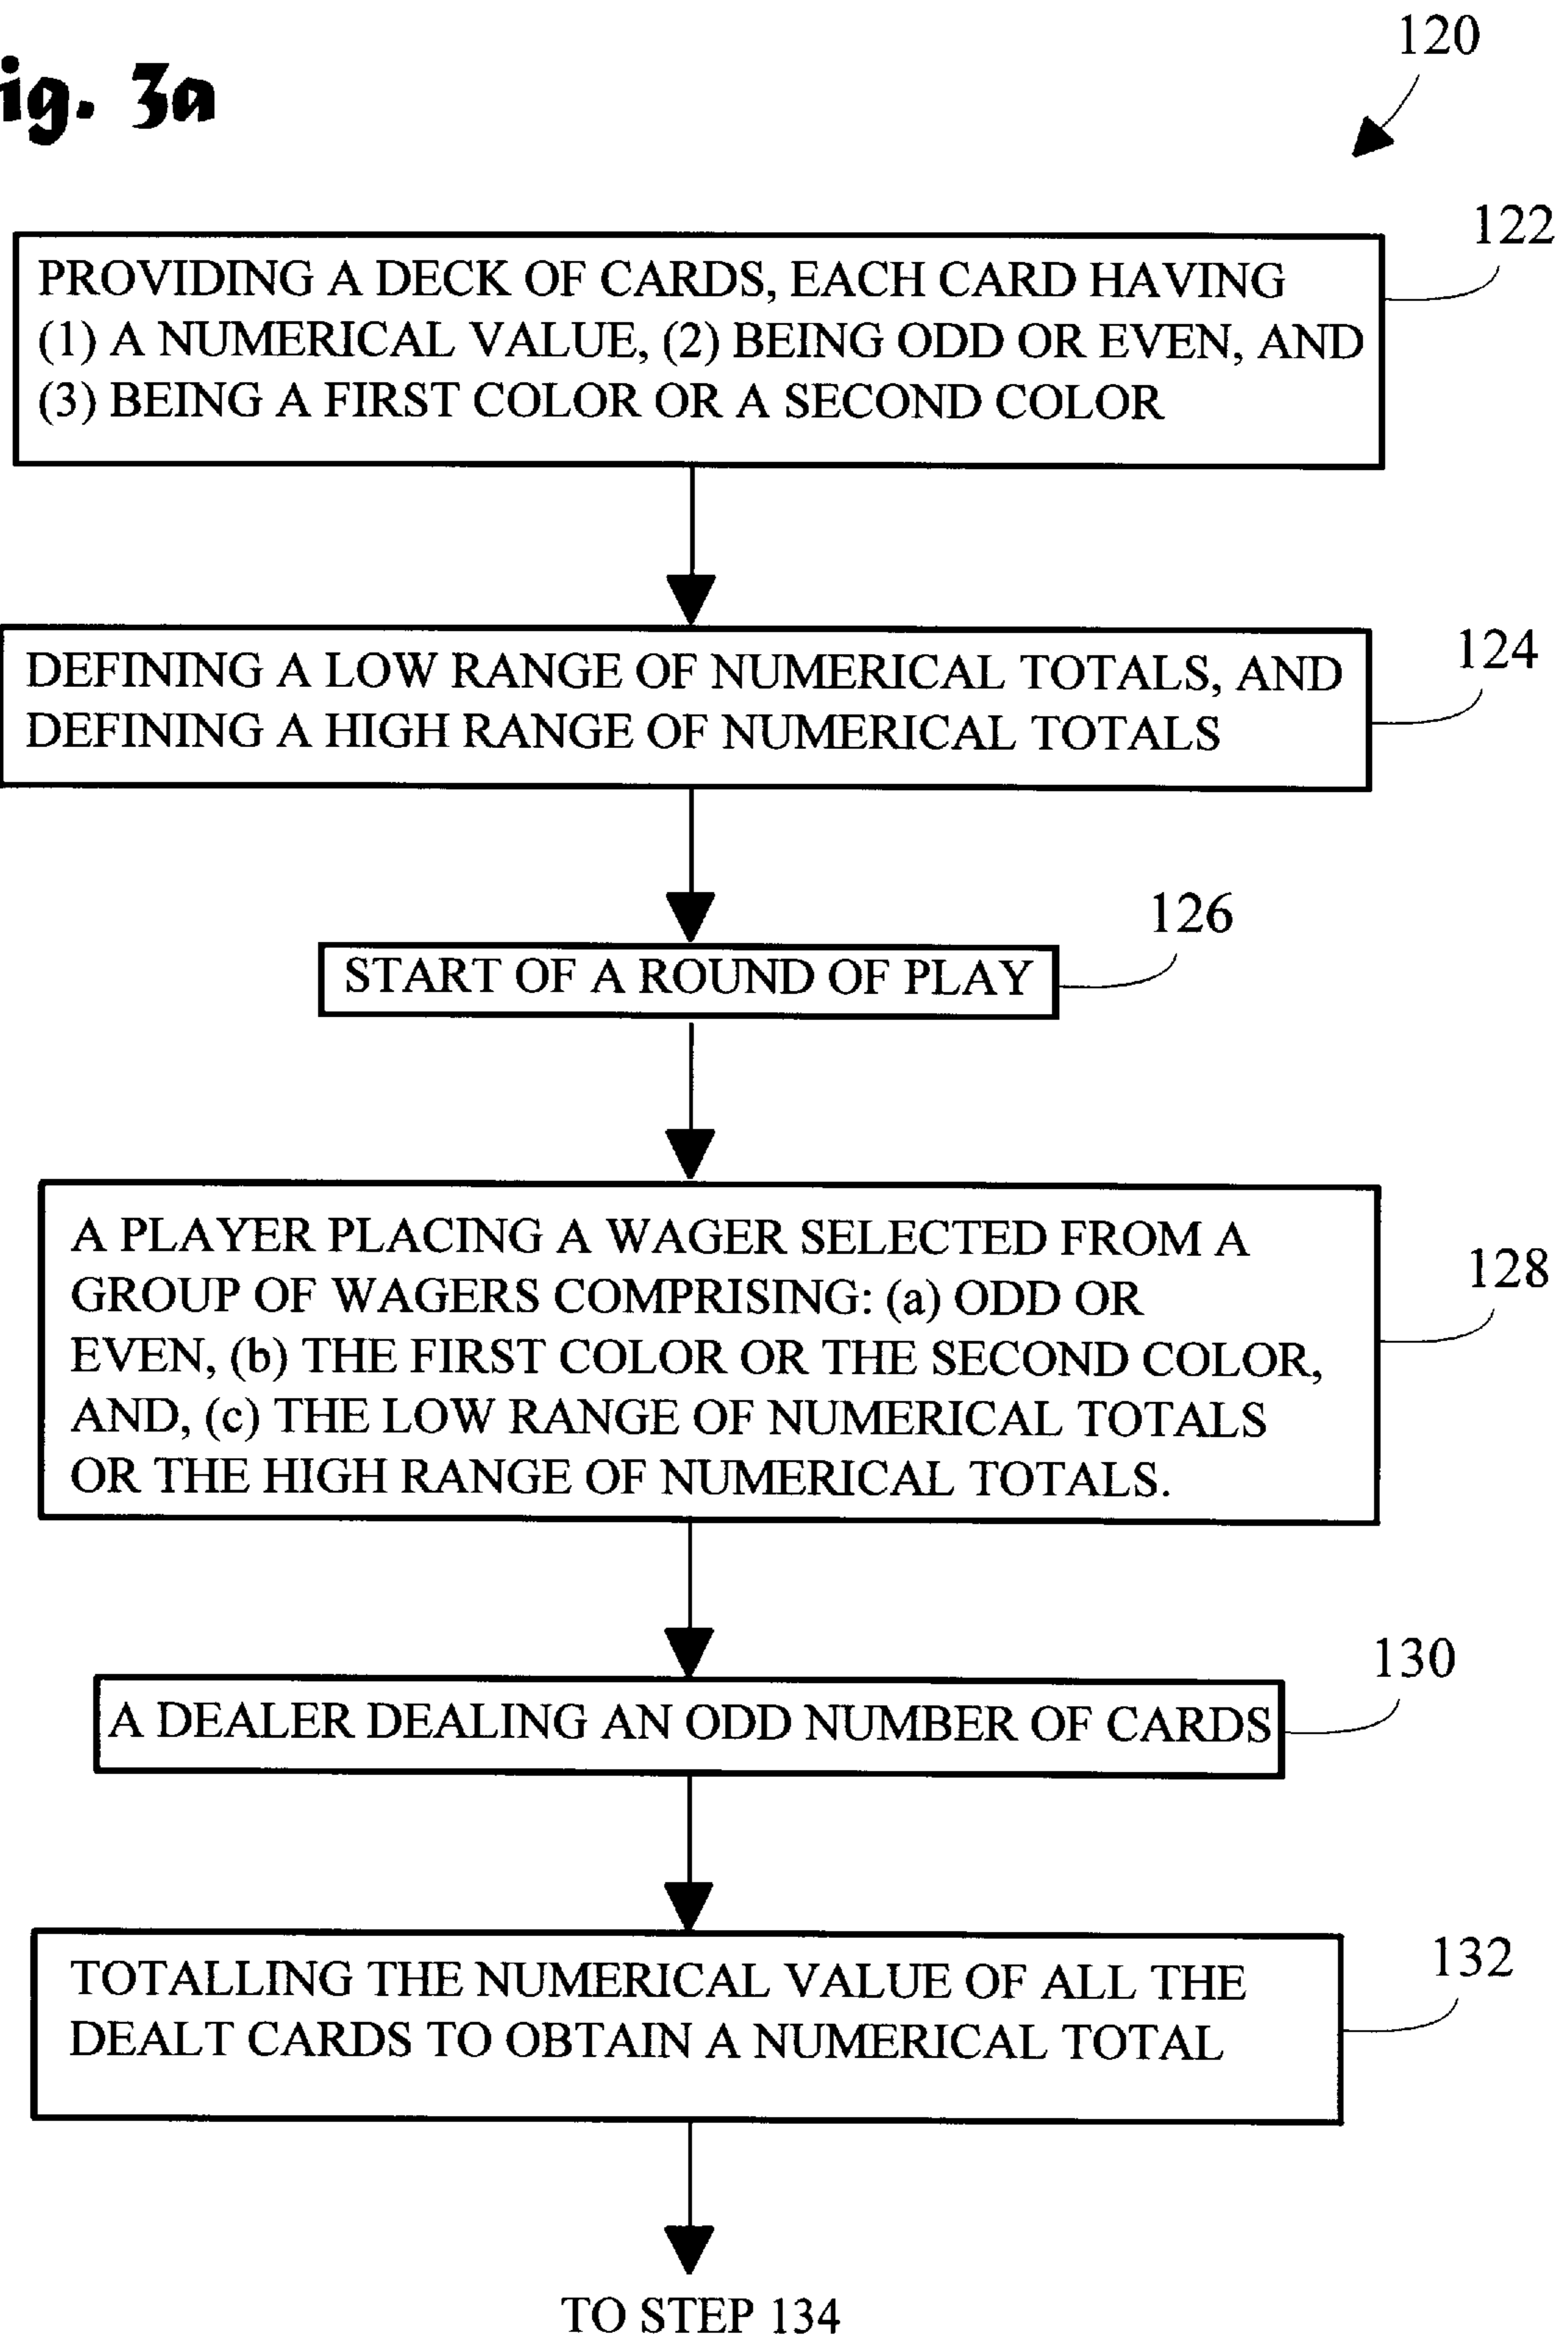 ig. 3a
120
122
PROVIDING A DECK OF CARDS, EACH CARD HAVING
(1) A NUMERICAL VALUE, (2) BEING ODD OR EVEN, AND
(3) BEING A FIRST COLOR OR A SECOND COLOR
124
DEFINING A LOW RANGE OF NUMERICAL TOTALS, AND
DEFINING A HIGH RANGE OF NUMERICAL TOTALS
126
START OF A ROUND OF PLAY
128
A PLAYER PLACING A WAGER SELECTED FROM A
GROUP OF WAGERS COMPRISING: (a) ODD OR
EVEN, (b) THE FIRST COLOR OR THE SECOND COLOR,
AND, (c) THE LOW RANGE OF NUMERICAL TOTALS
OR THE HIGH RANGE OF NUMERICAL TOTALS.
130
A DEALER DEALING AN ODD NUMBER OF CARDS
132
TOTALLING THE NUMERICAL VALUE OF ALL THE
DEALT CARDS TO OBTAIN A NUMERICAL TOTAL
TO STEP 134